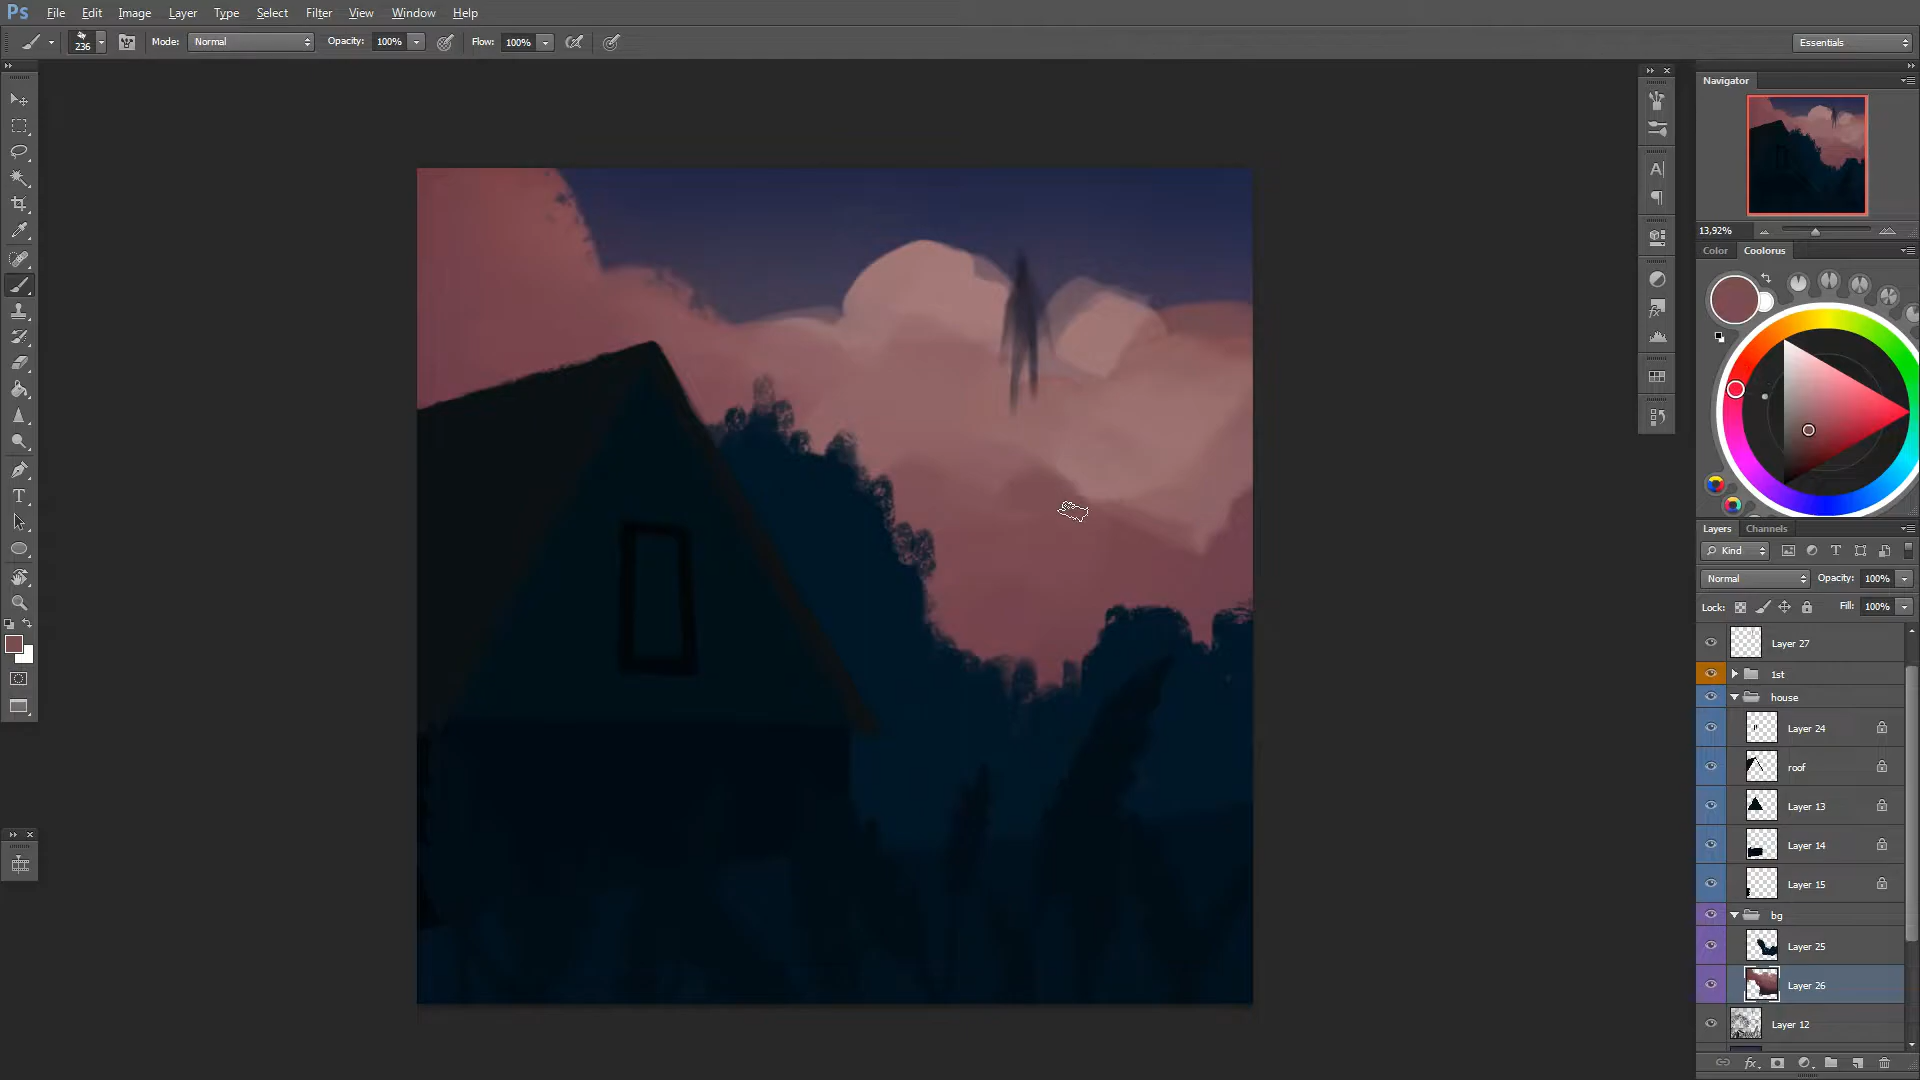 Ps File Edit Image Layer Type Select Filter View Window Help
236 Mode: Normal Opacity: 100% Flow: 100% Essentials
Navigator
13,92%
Color Coolorus
Layers Channels
Kind
Normal Opacity: 100%
Lock: Fill: 100%
Layer 27
1st
house
Layer 24
roof
Layer 13
Layer 14
Layer 15
bg
Layer 25
Layer 26
Layer 12